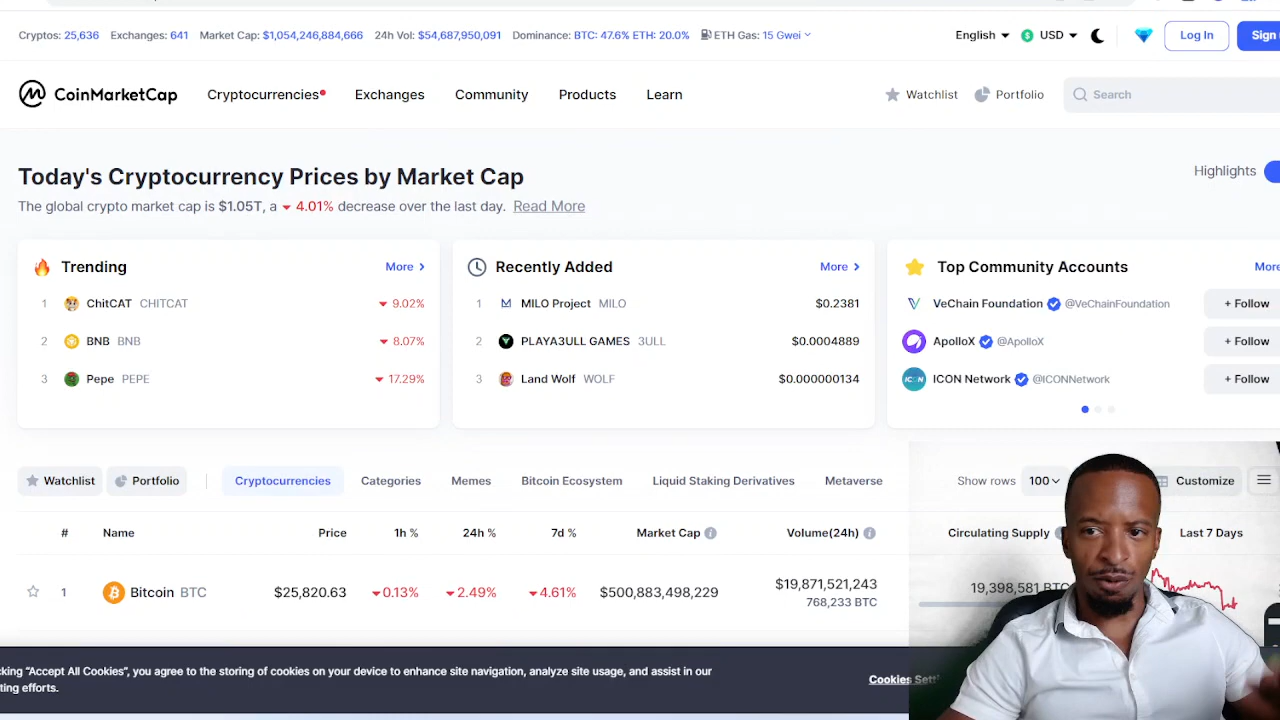 Cryptos: 25,636 Exchanges: 641 Market Cap: $1,054,246,884,666 24h Vol: $54,687,950,091 Dominance: BTC: 47.6% ETH: 20.0% ETH Gas: 15 Gwei English USD Log In Sign
CoinMarketCap Cryptocurrencies Exchanges Community Products Learn Watchlist Portfolio Search
Today's Cryptocurrency Prices by Market Cap Highlights
The global crypto market cap is $1.05T, a 4.01% decrease over the last day. Read More
Trending More
1 ChitCAT CHITCAT 9.02%
2 BNB BNB 8.07%
3 Pepe PEPE 17.29%
Recently Added More
1 MILO Project MILO $0.2381
2 PLAYA3ULL GAMES 3ULL $0.0004889
3 Land Wolf WOLF $0.000000134
Top Community Accounts More
VeChain Foundation @VeChainFoundation + Follow
ApolloX @ApolloX + Follow
ICON ICON Network @ICONNetwork + Follow
Watchlist Portfolio Cryptocurrencies Categories Memes Bitcoin Ecosystem Liquid Staking Derivatives Metaverse Show rows 100 Customize
# Name Price 1h % 24h % 7d % Market Cap Volume(24h) Circulating Supply Last 7 Days
1 Bitcoin BTC $25,820.63 0.13% 2.49% 4.61% $500,883,498,229 $19,871,521,243 19,398,581 BTC
768,233 BTC
cking “Accept All Cookies”, you agree to the storing of cookies on your device to enhance site navigation, analyze site usage, and assist in our
ting efforts.
Cookies Setti